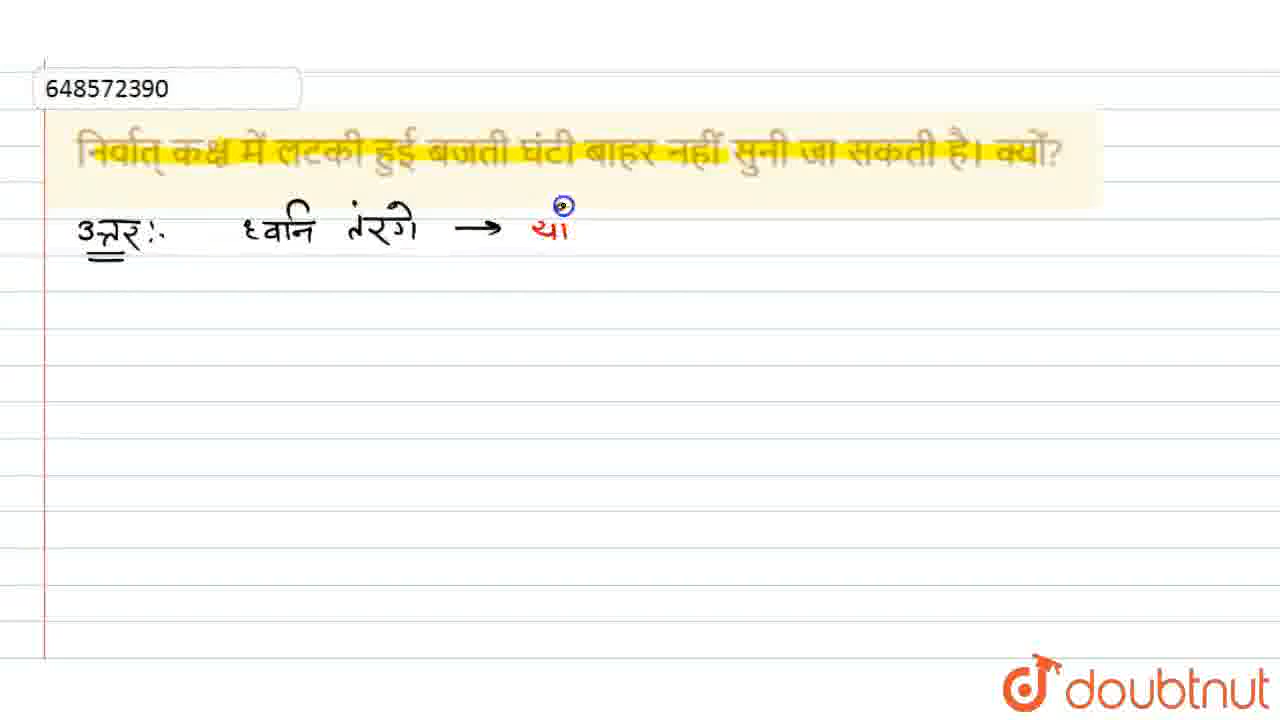 648572390
निर्वात् कक्ष में लटकी हुई बजती घंटी बाहर नहीं सुनी जा सकती है। क्यों?
उत्तर:- ध्वनि तंरगे → यां
doubtnut